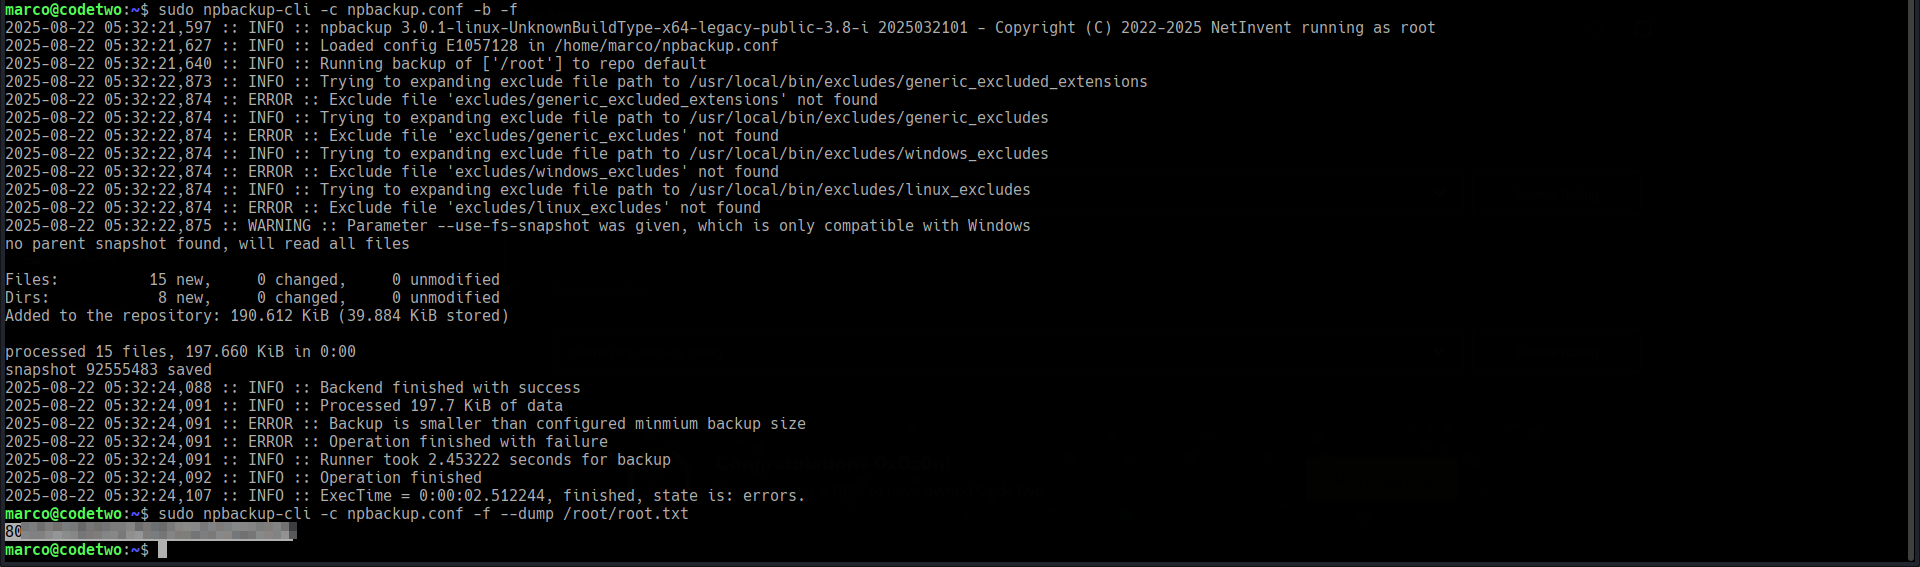 marco@codetwo:~$ sudo npbackup-cli -c npbackup.conf -b -f
2025-08-22 05:32:21,597 :: INFO :: npbackup 3.0.1-linux-UnknownBuildType-x64-legacy-public-3.8-i 2025032101 - Copyright (C) 2022-2025 NetInvent running as root
2025-08-22 05:32:21,627 :: INFO :: Loaded config E1057128 in /home/marco/npbackup.conf
2025-08-22 05:32:21,640 :: INFO :: Running backup of ['/root'] to repo default
2025-08-22 05:32:22,873 :: INFO :: Trying to expanding exclude file path to /usr/local/bin/excludes/generic_excluded_extensions
2025-08-22 05:32:22,874 :: ERROR :: Exclude file 'excludes/generic_excluded_extensions' not found
2025-08-22 05:32:22,874 :: INFO :: Trying to expanding exclude file path to /usr/local/bin/excludes/generic_excludes
2025-08-22 05:32:22,874 :: ERROR :: Exclude file 'excludes/generic_excludes' not found
2025-08-22 05:32:22,874 :: INFO :: Trying to expanding exclude file path to /usr/local/bin/excludes/windows_excludes
2025-08-22 05:32:22,874 :: ERROR :: Exclude file 'excludes/windows_excludes' not found
2025-08-22 05:32:22,874 :: INFO :: Trying to expanding exclude file path to /usr/local/bin/excludes/linux_excludes
2025-08-22 05:32:22,874 :: ERROR :: Exclude file 'excludes/linux_excludes' not found
2025-08-22 05:32:22,875 :: WARNING :: Parameter --use-fs-snapshot was given, which is only compatible with Windows
no parent snapshot found, will read all files
Files:          15 new,     0 changed,     0 unmodified
Dirs:            8 new,     0 changed,     0 unmodified
Added to the repository: 190.612 KiB (39.884 KiB stored)
processed 15 files, 197.660 KiB in 0:00
snapshot 92555483 saved
2025-08-22 05:32:24,088 :: INFO :: Backend finished with success
2025-08-22 05:32:24,091 :: INFO :: Processed 197.7 KiB of data
2025-08-22 05:32:24,091 :: ERROR :: Backup is smaller than configured minmium backup size
2025-08-22 05:32:24,091 :: ERROR :: Operation finished with failure
2025-08-22 05:32:24,091 :: INFO :: Runner took 2.453222 seconds for backup
2025-08-22 05:32:24,092 :: INFO :: Operation finished
2025-08-22 05:32:24,107 :: INFO :: ExecTime = 0:00:02.512244, finished, state is: errors.
marco@codetwo:~$ sudo npbackup-cli -c npbackup.conf -f --dump /root/root.txt
80
marco@codetwo:~$